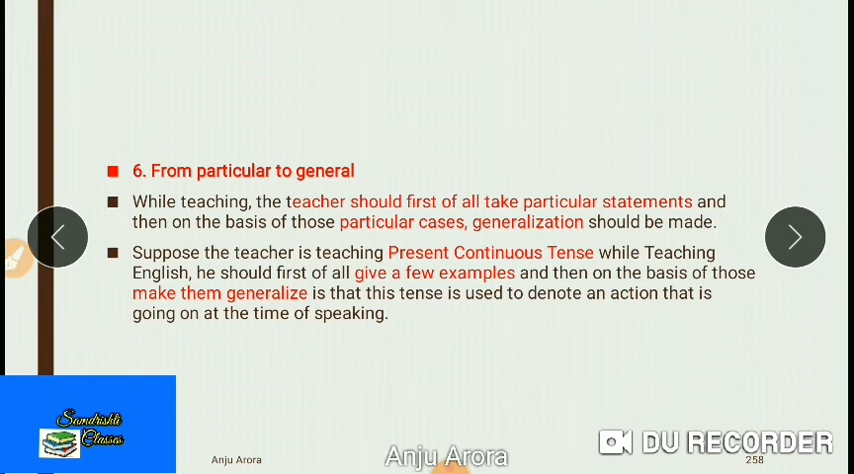 6. From particular to general
While teaching, the teacher should first of all take particular statements and
then on the basis of those particular cases, generalization should be made.
Suppose the teacher is teaching Present Continuous Tense while Teaching
English, he should first of all give a few examples and then on the basis of those
make them generalize is that this tense is used to denote an action that is
going on at the time of speaking.
Samdrishti
Classes
Anju Arora
Anju Arora
DU RECORDER
258